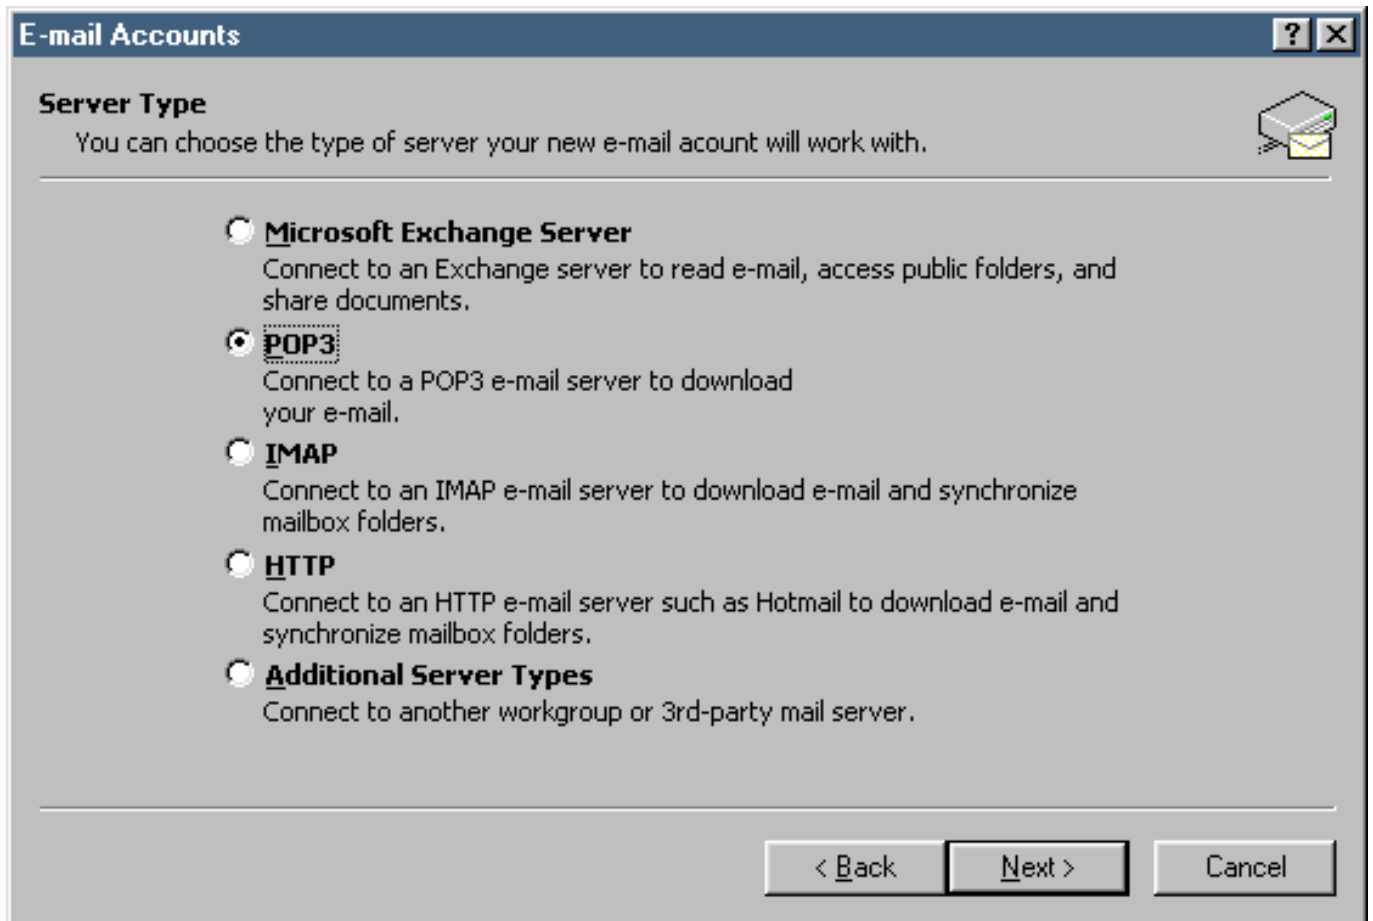 E-mail Accounts
Server Type
You can choose the type of server your new e-mail acount will work with.
Microsoft Exchange Server
Connect to an Exchange server to read e-mail, access public folders, and
share documents.
POP3
Connect to a POP3 e-mail server to download
your e-mail.
IMAP
Connect to an IMAP e-mail server to download e-mail and synchronize
mailbox folders.
HTTP
Connect to an HTTP e-mail server such as Hotmail to download e-mail and
synchronize mailbox folders.
Additional Server Types
Connect to another workgroup or 3rd-party mail server.
< Back Next > Cancel